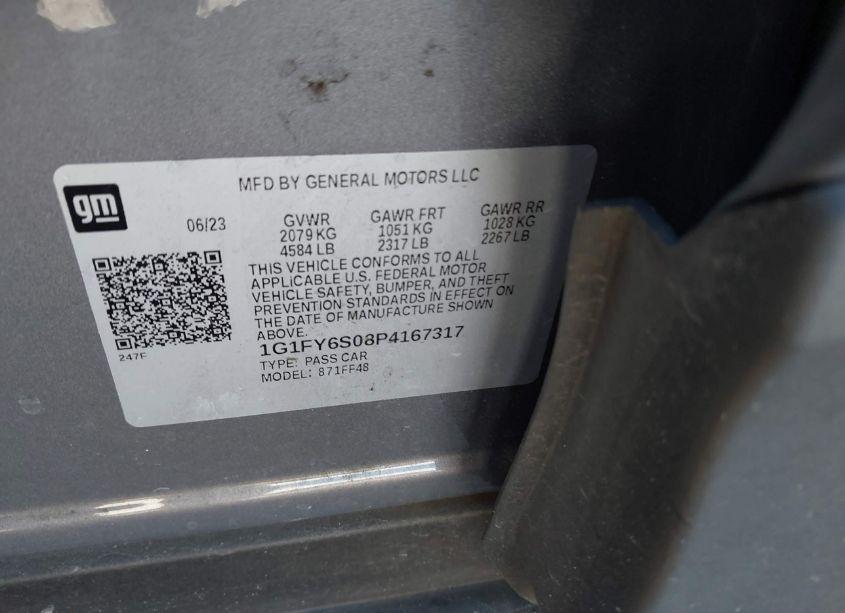 MFD BY GENERAL MOTORS LLC
gm
06/23
GVWR GAWR FRT GAWR RR
2079 KG 1051 KG 1028 KG
4584 LB 2317 LB 2267 LB
THIS VEHICLE CONFORMS TO ALL
APPLICABLE U.S. FEDERAL MOTOR
VEHICLE SAFETY, BUMPER, AND THEFT
PREVENTION STANDARDS IN EFFECT ON
THE DATE OF MANUFACTURE SHOWN
ABOVE.
1G1FY6S08P4167317
TYPE: PASS CAR
MODEL: 871FF48
247F